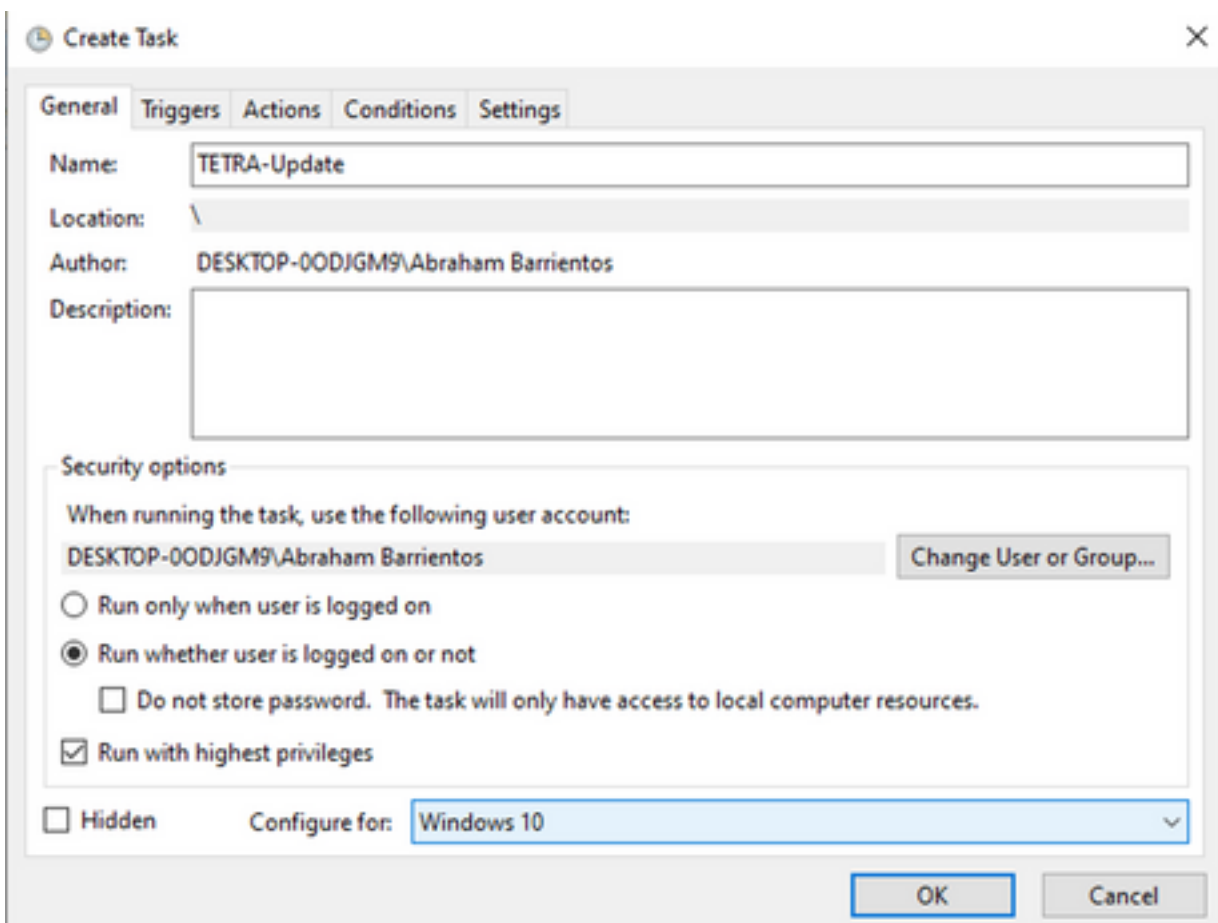 Create Task
General Triggers Actions Conditions Settings
Name: TETRA-Update
Location: \
Author: DESKTOP-0ODJGM9\Abraham Barrientos
Description:
Security options
When running the task, use the following user account:
DESKTOP-0ODJGM9\Abraham Barrientos Change User or Group...
Run only when user is logged on
Run whether user is logged on or not
Do not store password. The task will only have access to local computer resources.
Run with highest privileges
Hidden Configure for: Windows 10
OK Cancel